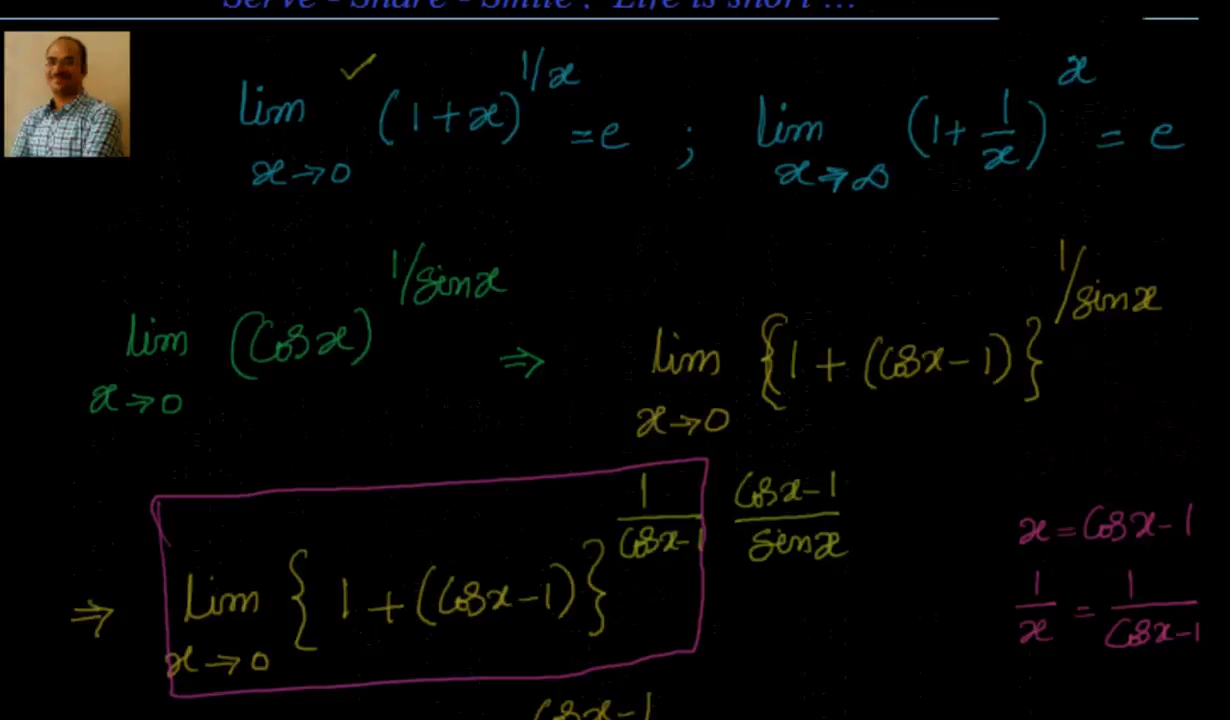 Serve - Share - Smile , Life is short ...
lim x→0 (1+x)^1/x = e ; lim x→∞ (1+1/x)^x = e
lim x→0 (Cosx)^1/sinx ⇒ lim x→0 {1+(Cosx-1)}^1/sinx
⇒ lim x→0 {1+(Cosx-1)}^1/Cosx-1 Cosx-1/sinx
x = Cosx-1
1/x = 1/Cosx-1
Cosx-1